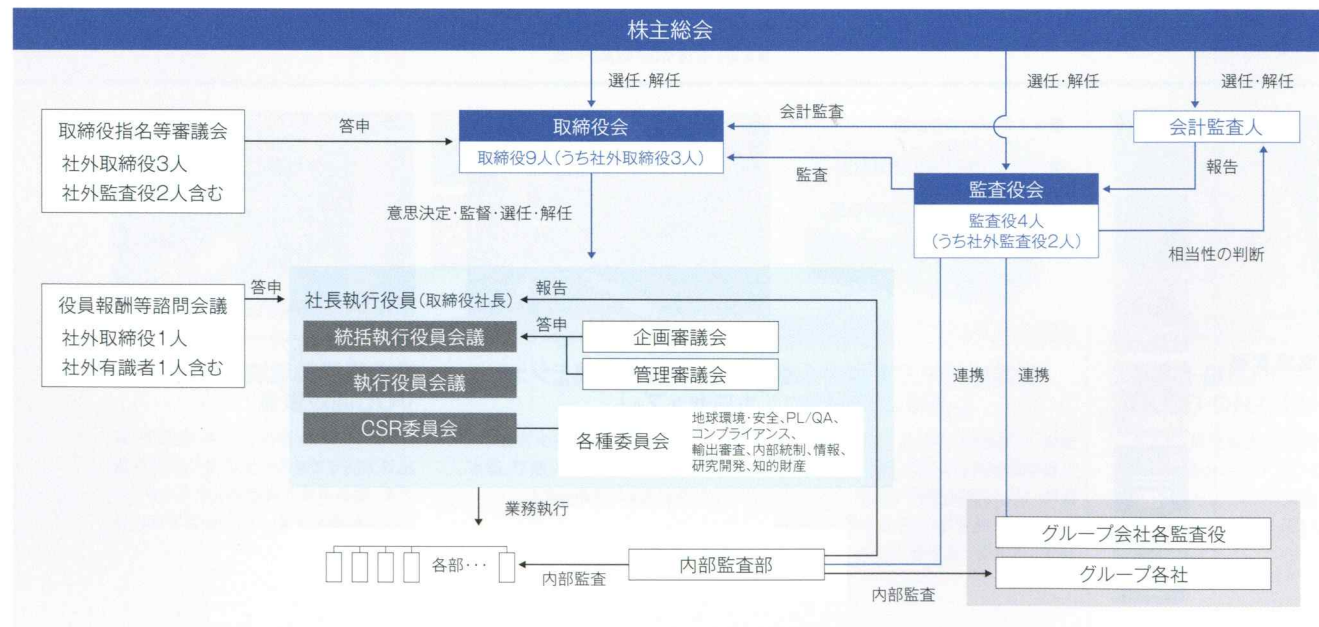 株主総会
選任・解任
選任・解任
選任・解任
取締役指名等審議会
社外取締役3人
社外監査役2人含む
答申
取締役会
取締役9人(うち社外取締役3人)
会計監査
会計監査人
監査
報告
監査役会
監査役4人
(うち社外監査役2人)
相当性の判断
意思決定・監督・選任・解任
役員報酬等諮問会議
社外取締役1人
社外有識者1人含む
答申
社長執行役員(取締役社長)
報告
統括執行役員会議
答申
企画審議会
管理審議会
執行役員会議
CSR委員会
各種委員会
地球環境・安全、PL/QA、
コンプライアンス、
輸出審査、内部統制、情報、
研究開発、知的財産
連携
連携
業務執行
各部･･･
内部監査
内部監査部
内部監査
グループ会社各監査役
グループ各社